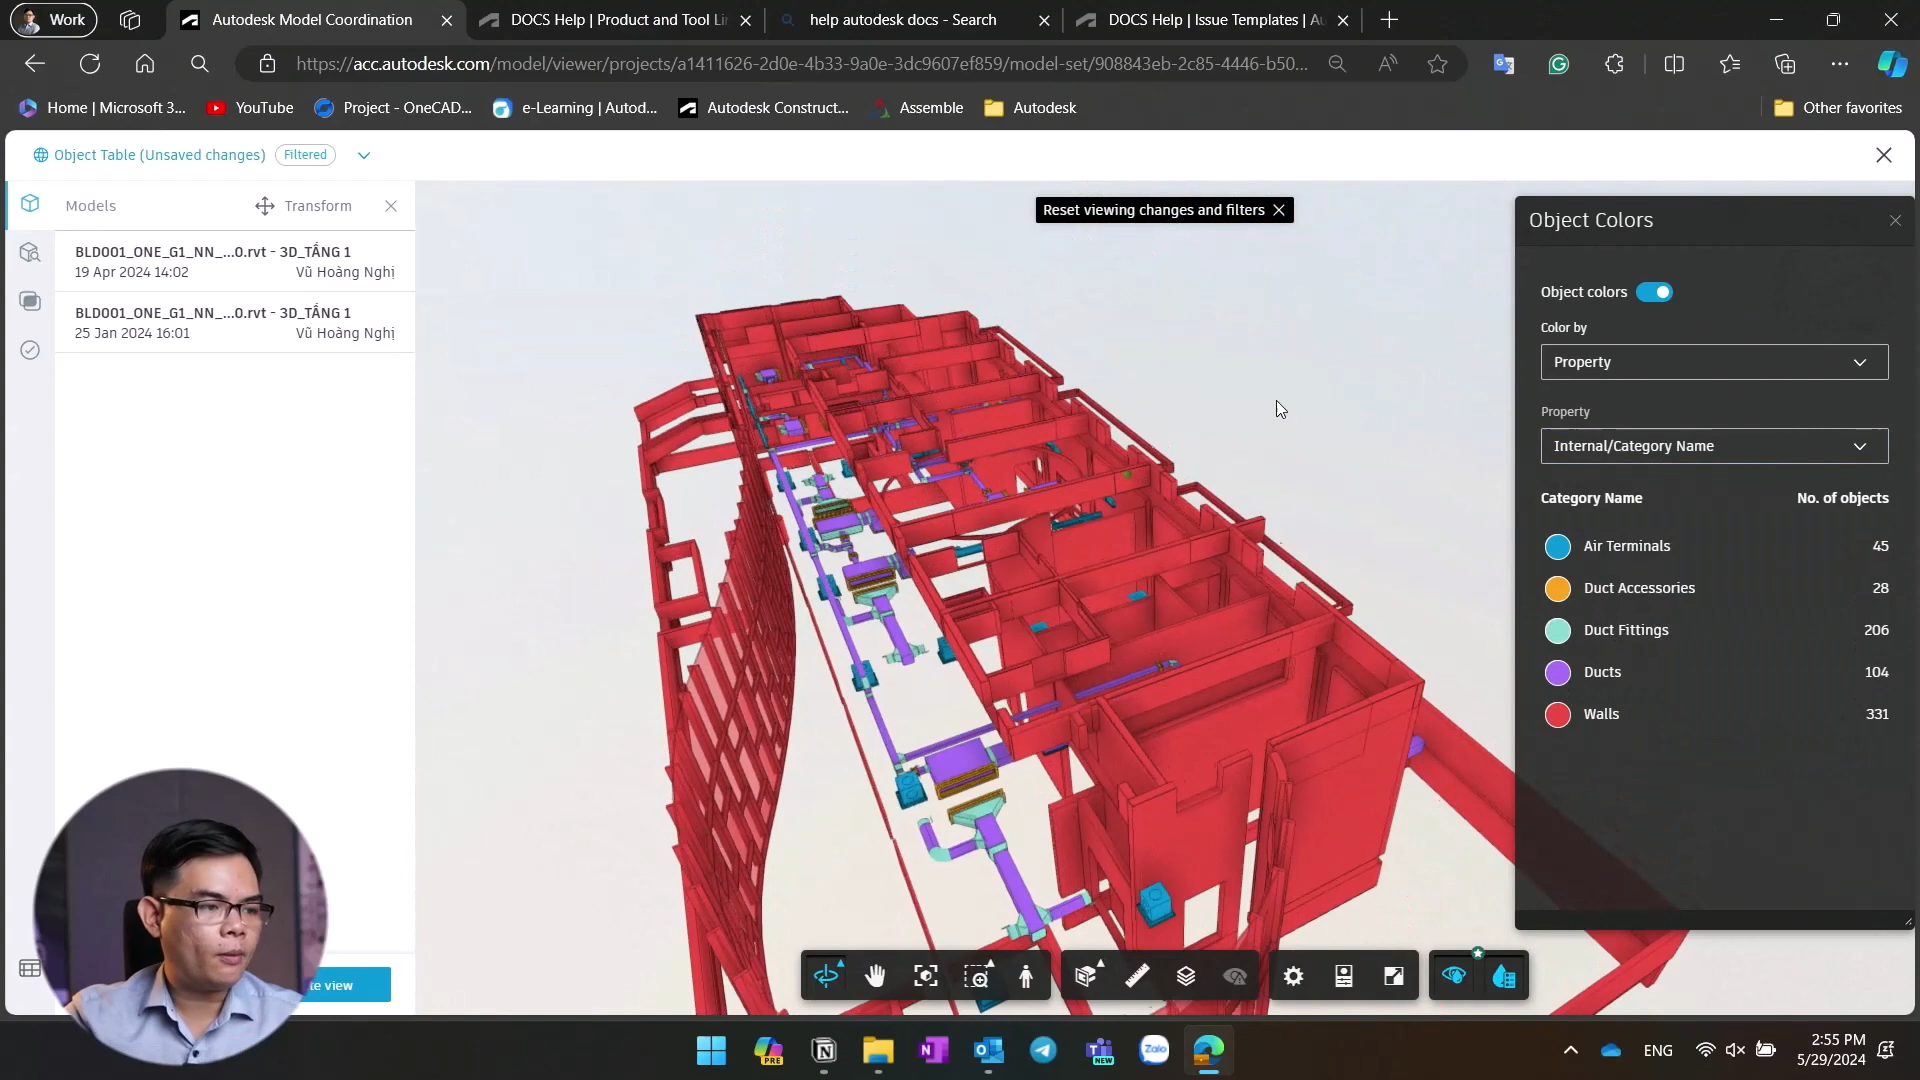 Work
Autodesk Model Coordination
DOCS Help | Product and Tool Li
help autodesk docs - Search
DOCS Help | Issue Templates | Au
https://acc.autodesk.com/model/viewer/projects/a1411626-2d0e-4b33-9a0e-3dc9607ef859/model-set/908843eb-2c85-4446-b50...
Home | Microsoft 3...
YouTube
Project - OneCAD...
e-Learning | Autod...
Autodesk Construct...
Assemble
Autodesk
Other favorites
Object Table (Unsaved changes)
Filtered
Models
Transform
BLD001_ONE_G1_NN_...0.rvt - 3D_TẦNG 1
19 Apr 2024 14:02
Vũ Hoàng Nghị
BLD001_ONE_G1_NN_...0.rvt - 3D_TẦNG 1
25 Jan 2024 16:01
Vũ Hoàng Nghị
te view
Reset viewing changes and filters
Object Colors
Object colors
Color by
Property
Property
Internal/Category Name
Category Name No. of objects
Air Terminals 45
Duct Accessories 28
Duct Fittings 206
Ducts 104
Walls 331
PRE
NEW
Zalo
ENG
2:55 PM
5/29/2024